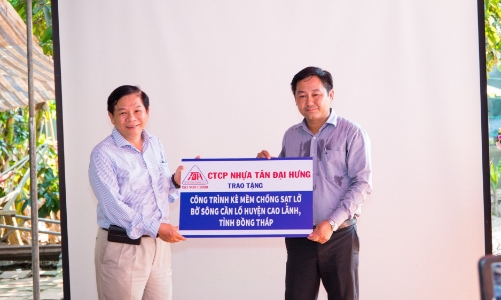 CTCP NHỰA TÂN ĐẠI HƯNG
TRAO TẶNG
CÔNG TRÌNH KÈ MỀM CHỐNG SẠT LỞ
BỜ SÔNG CẦN LỐ HUYỆN CAO LÃNH,
TỈNH ĐỒNG THÁP